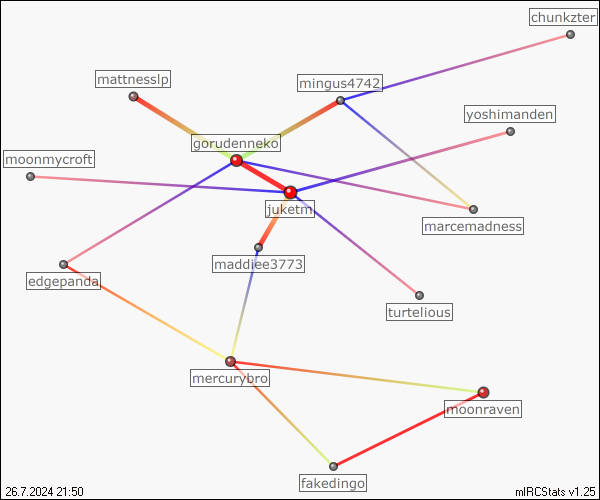 chunkzter
mattnesslp
mingus4742
yoshimanden
gorudenneko
moonmycroft
juketm
marcemadness
maddiee3773
edgepanda
turtelious
mercurybro
moonraven
fakedingo
26.7.2024 21:50
mIRCStats v1.25